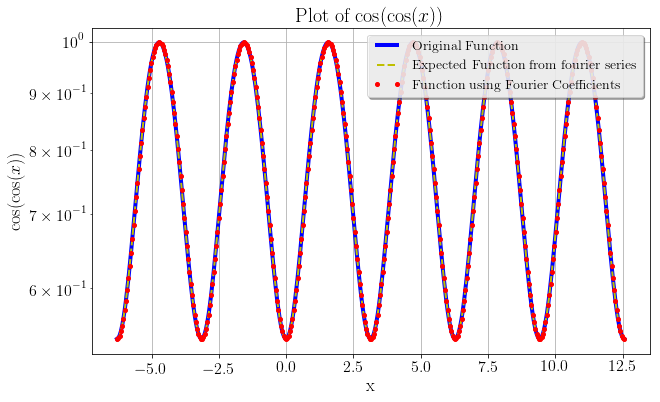 Plot of cos(cos(x))
Original Function
Expected Function from fourier series
Function using Fourier Coefficients
cos(cos(x))
10⁰
9 × 10⁻¹
8 × 10⁻¹
7 × 10⁻¹
6 × 10⁻¹
−5.0 −2.5 0.0 2.5 5.0 7.5 10.0 12.5
x